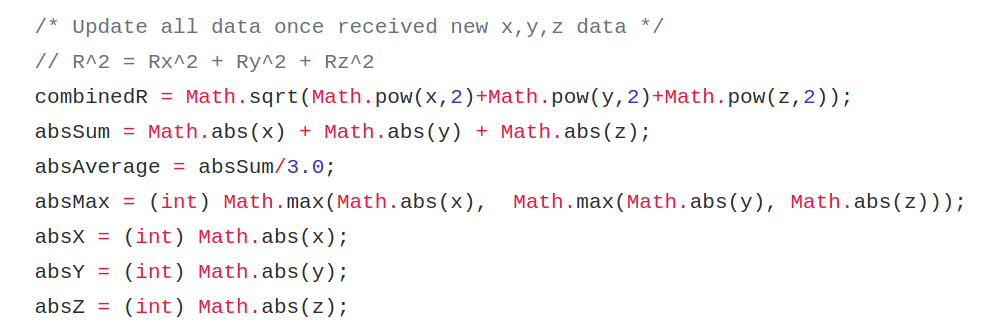 /* Update all data once received new x,y,z data */
// R^2 = Rx^2 + Ry^2 + Rz^2
combinedR = Math.sqrt(Math.pow(x,2)+Math.pow(y,2)+Math.pow(z,2));
absSum = Math.abs(x) + Math.abs(y) + Math.abs(z);
absAverage = absSum/3.0;
absMax = (int) Math.max(Math.abs(x),  Math.max(Math.abs(y), Math.abs(z)));
absX = (int) Math.abs(x);
absY = (int) Math.abs(y);
absZ = (int) Math.abs(z);